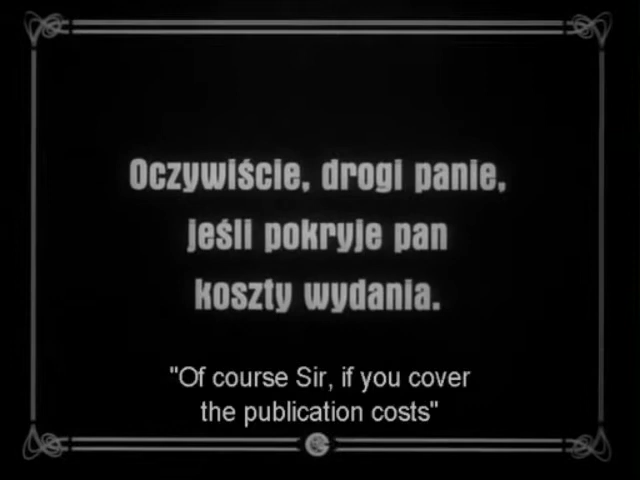 Oczywiście, drogi panie,
jeśli pokryje pan
koszty wydania.
"Of course Sir, if you cover
the publication costs"